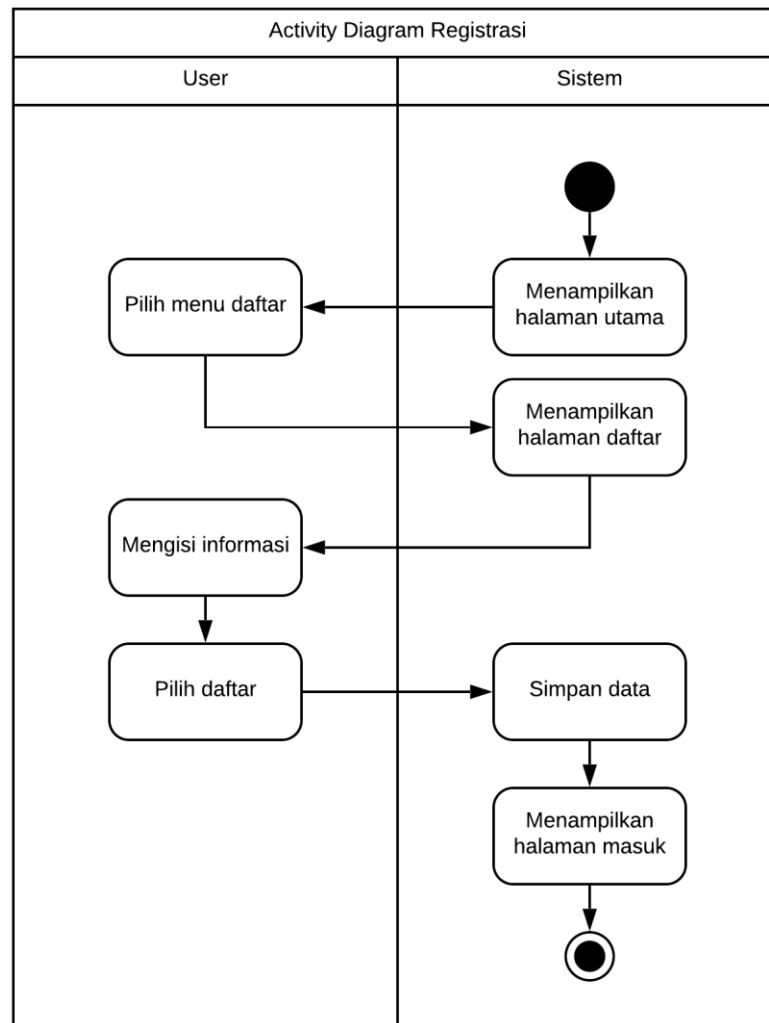 Activity Diagram Registrasi
User
Sistem
Menampilkan
halaman utama
Pilih menu daftar
Menampilkan
halaman daftar
Mengisi informasi
Pilih daftar
Simpan data
Menampilkan
halaman masuk